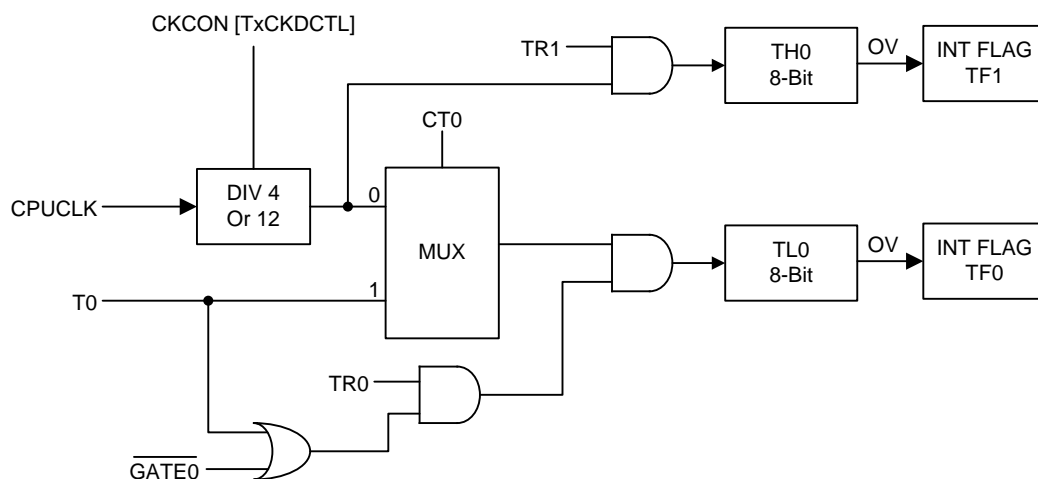 CKCON [TxCKDCTL]
TR1
TH0
8-Bit
OV
INT FLAG
TF1
CT0
CPUCLK
DIV 4
Or 12
0
MUX
1
T0
TL0
8-Bit
OV
INT FLAG
TF0
TR0
GATE0